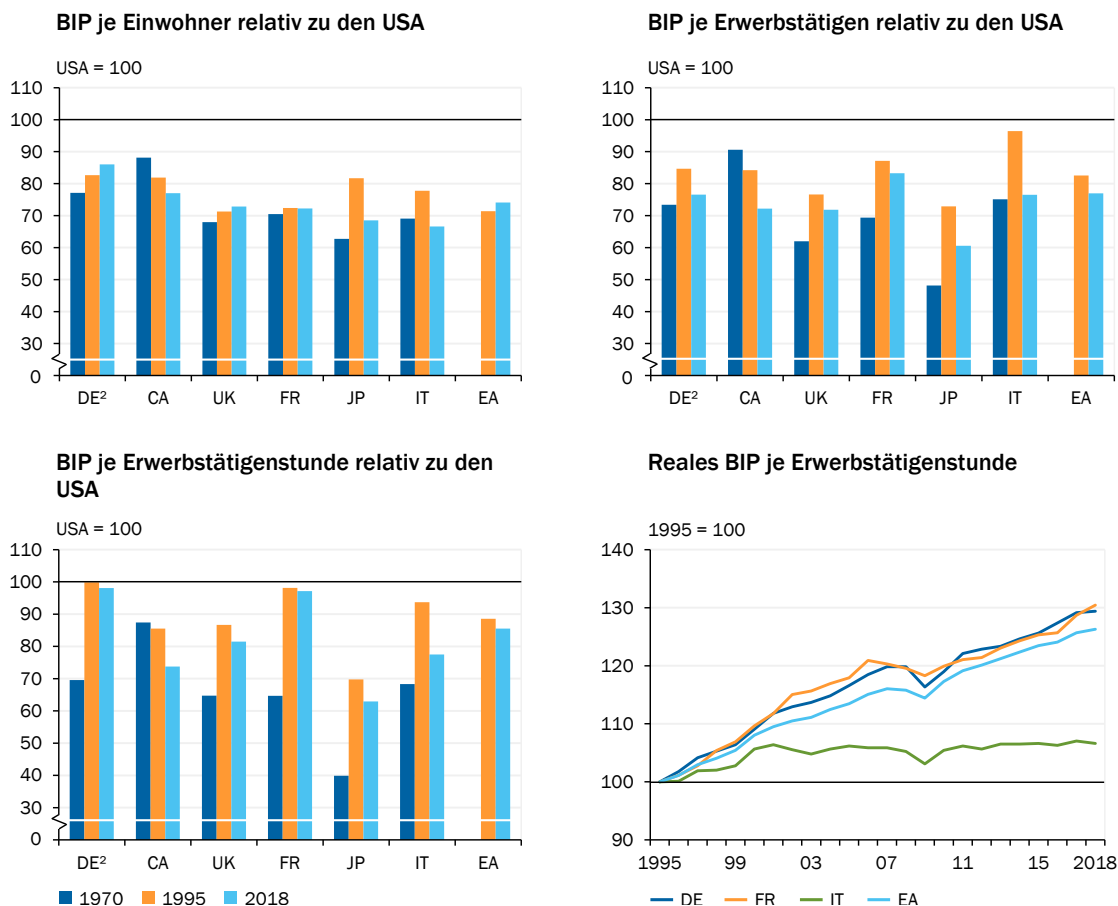 BIP je Einwohner relativ zu den USA
USA = 100
110
100
90
80
70
60
50
40
30
0
DE² CA UK FR JP IT EA
BIP je Erwerbstätigen relativ zu den USA
USA = 100
110
100
90
80
70
60
50
40
30
0
DE² CA UK FR JP IT EA
BIP je Erwerbstätigenstunde relativ zu den
USA
USA = 100
110
100
90
80
70
60
50
40
30
0
DE² CA UK FR JP IT EA
1970 1995 2018
Reales BIP je Erwerbstätigenstunde
1995 = 100
140
130
120
110
100
90
1995 99 03 07 11 15 2018
DE FR IT EA